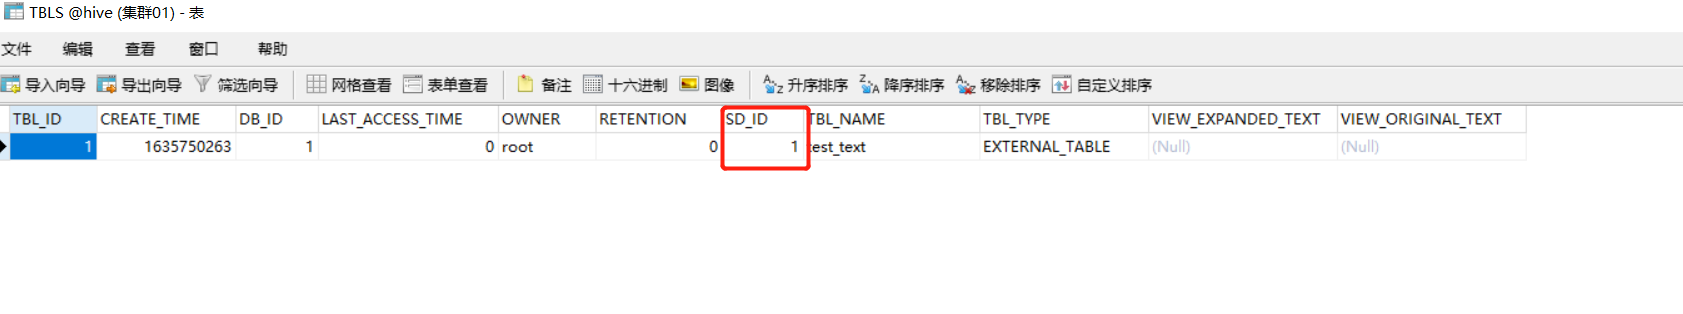 TBLS @hive (集群01) - 表
文件 编辑 查看 窗口 帮助
导入向导 导出向导 筛选向导 网格查看 表单查看 备注 十六进制 图像 升序排序 降序排序 移除排序 自定义排序
TBL_ID CREATE_TIME DB_ID LAST_ACCESS_TIME OWNER RETENTION SD_ID TBL_NAME TBL_TYPE VIEW_EXPANDED_TEXT VIEW_ORIGINAL_TEXT
1 1635750263 1 0 root 0 1 test_text EXTERNAL_TABLE (Null) (Null)